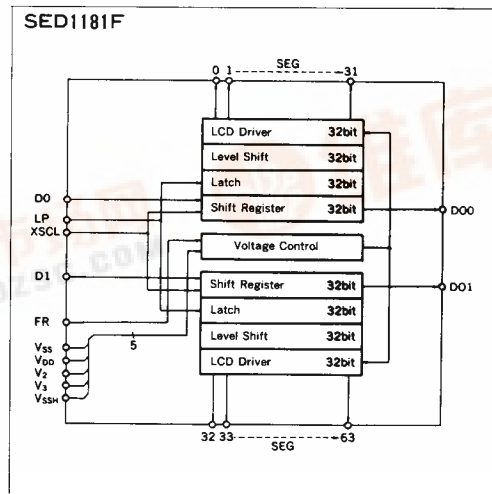 SED1181F
SEG
0 1 31
LCD Driver 32bit
Level Shift 32bit
Latch 32bit
Shift Register 32bit
D0
LP
XSCL
DO0
Voltage Control
D1
Shift Register 32bit
DO1
Latch 32bit
FR
Level Shift 32bit
5
LCD Driver 32bit
VSS
VDD
V2
V3
VSSH
32 33 63
SEG